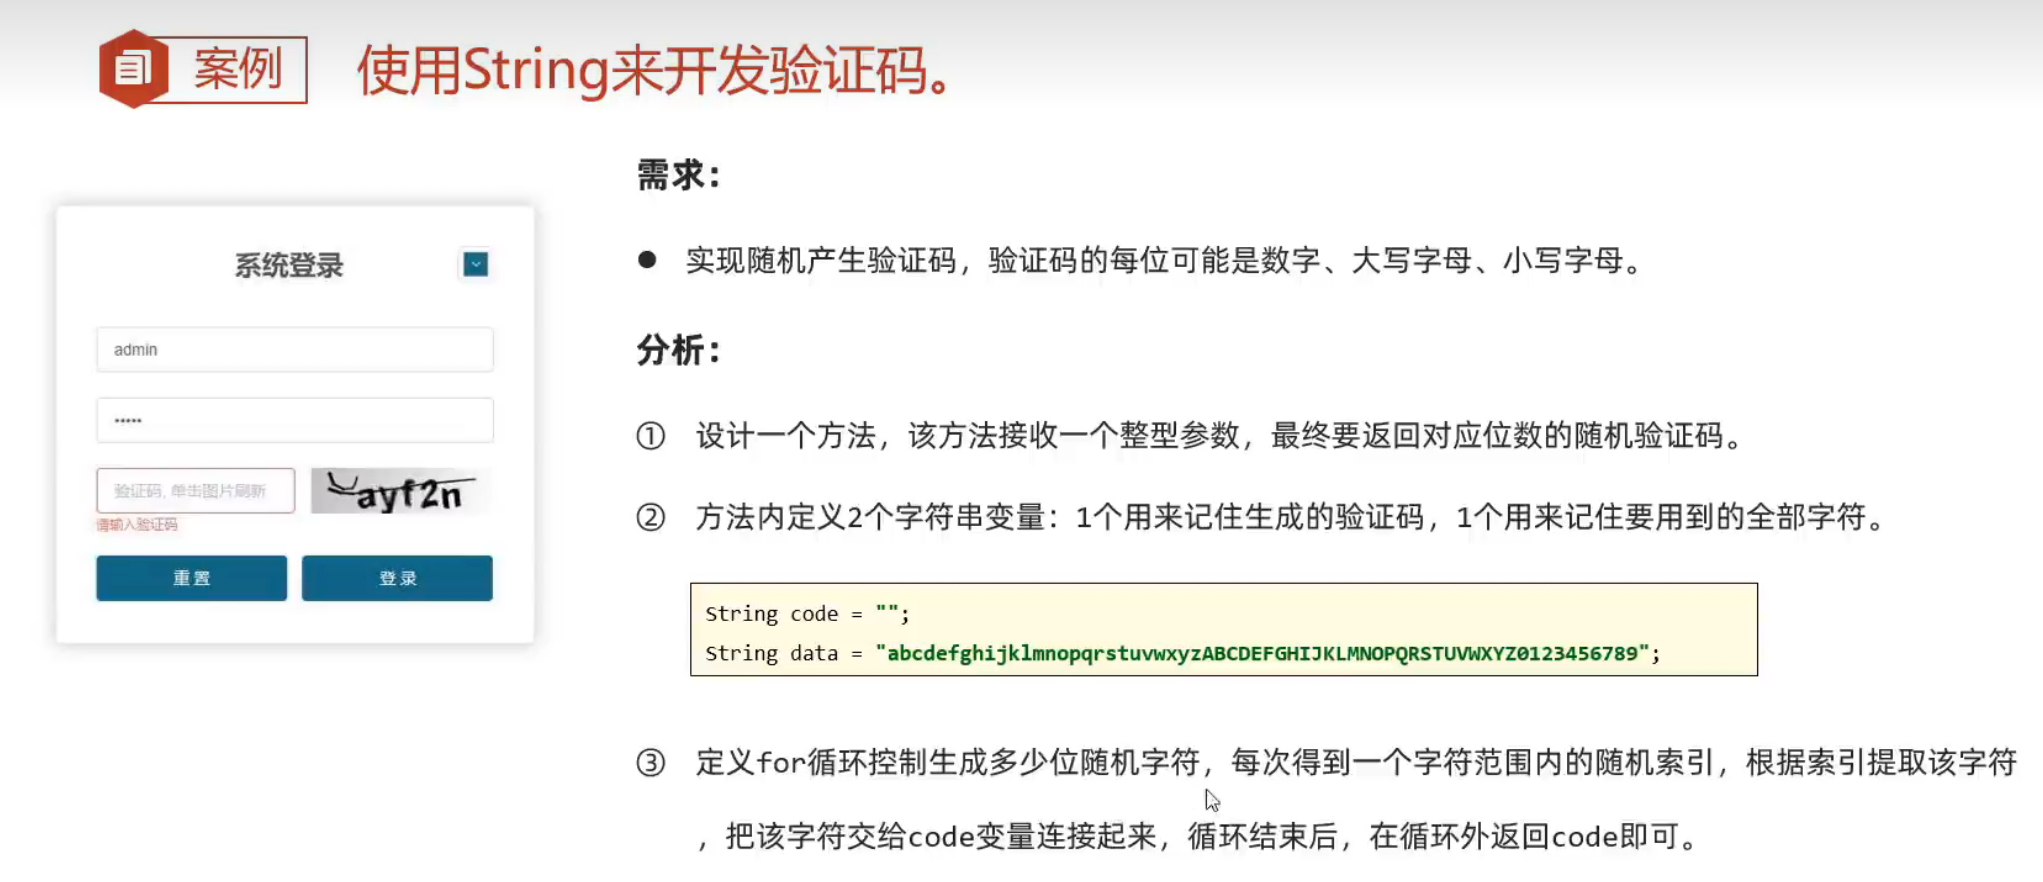 案例 使用String来开发验证码。
需求：
● 实现随机产生验证码，验证码的每位可能是数字、大写字母、小写字母。
分析：
① 设计一个方法，该方法接收一个整型参数，最终要返回对应位数的随机验证码。
② 方法内定义2个字符串变量：1个用来记住生成的验证码，1个用来记住要用到的全部字符。
String code = "";
String data = "abcdefghijklmnopqrstuvwxyzABCDEFGHIJKLMNOPQRSTUVWXYZ0123456789";
③ 定义for循环控制生成多少位随机字符，每次得到一个字符范围内的随机索引，根据索引提取该字符
，把该字符交给code变量连接起来，循环结束后，在循环外返回code即可。
系统登录
admin
•••••
验证码, 单击图片刷新
ayf2n
请输入验证码
重置 登录